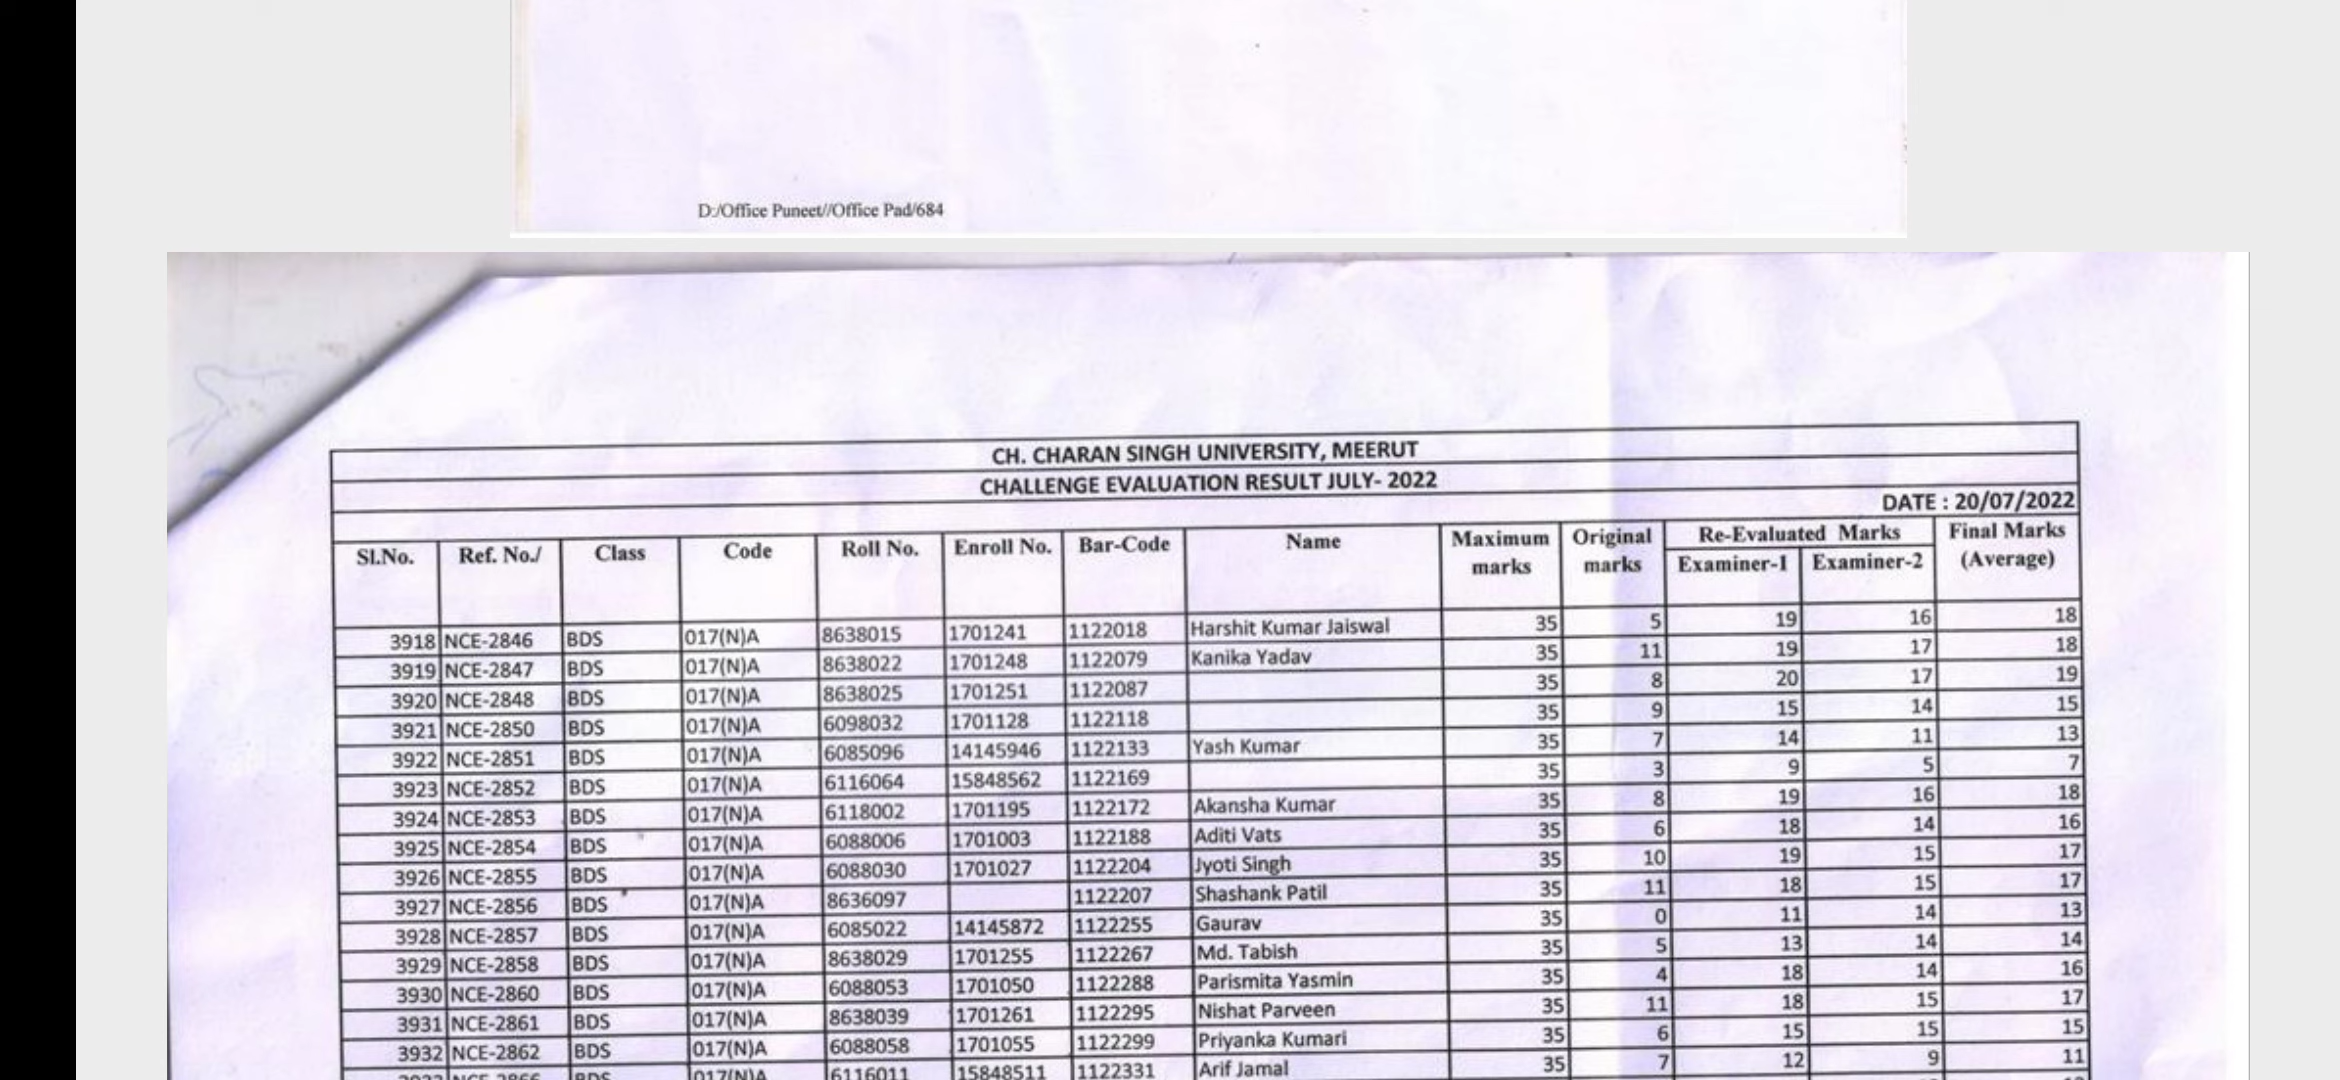 D:/Office Puneet//Office Pad/684
CH. CHARAN SINGH UNIVERSITY, MEERUT
CHALLENGE EVALUATION RESULT JULY- 2022
DATE : 20/07/2022
Sl.No. Ref. No./ Class Code Roll No. Enroll No. Bar-Code Name Maximum marks Original marks Re-Evaluated Marks Final Marks (Average)
Examiner-1 Examiner-2
3918 NCE-2846 BDS 017(N)A 8638015 1701241 1122018 Harshit Kumar Jaiswal 35 5 19 16 18
3919 NCE-2847 BDS 017(N)A 8638022 1701248 1122079 Kanika Yadav 35 11 19 17 18
3920 NCE-2848 BDS 017(N)A 8638025 1701251 1122087 35 8 20 17 19
3921 NCE-2850 BDS 017(N)A 6098032 1701128 1122118 35 9 15 14 15
3922 NCE-2851 BDS 017(N)A 6085096 14145946 1122133 Yash Kumar 35 7 14 11 13
3923 NCE-2852 BDS 017(N)A 6116064 15848562 1122169 35 3 9 5 7
3924 NCE-2853 BDS 017(N)A 6118002 1701195 1122172 Akansha Kumar 35 8 19 16 18
3925 NCE-2854 BDS 017(N)A 6088006 1701003 1122188 Aditi Vats 35 6 18 14 16
3926 NCE-2855 BDS 017(N)A 6088030 1701027 1122204 Jyoti Singh 35 10 19 15 17
3927 NCE-2856 BDS 017(N)A 8636097 1122207 Shashank Patil 35 11 18 15 17
3928 NCE-2857 BDS 017(N)A 6085022 14145872 1122255 Gaurav 35 0 11 14 13
3929 NCE-2858 BDS 017(N)A 8638029 1701255 1122267 Md. Tabish 35 5 13 14 14
3930 NCE-2860 BDS 017(N)A 6088053 1701050 1122288 Parismita Yasmin 35 4 18 14 16
3931 NCE-2861 BDS 017(N)A 8638039 1701261 1122295 Nishat Parveen 35 11 18 15 17
3932 NCE-2862 BDS 017(N)A 6088058 1701055 1122299 Priyanka Kumari 35 6 15 15 15
BDS 017(N)A 6116011 15848511 1122331 Arif Jamal 35 7 12 9 11